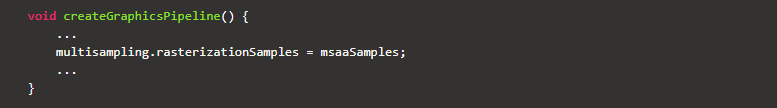 void createGraphicsPipeline() {
    ...
    multisampling.rasterizationSamples = msaaSamples;
    ...
}